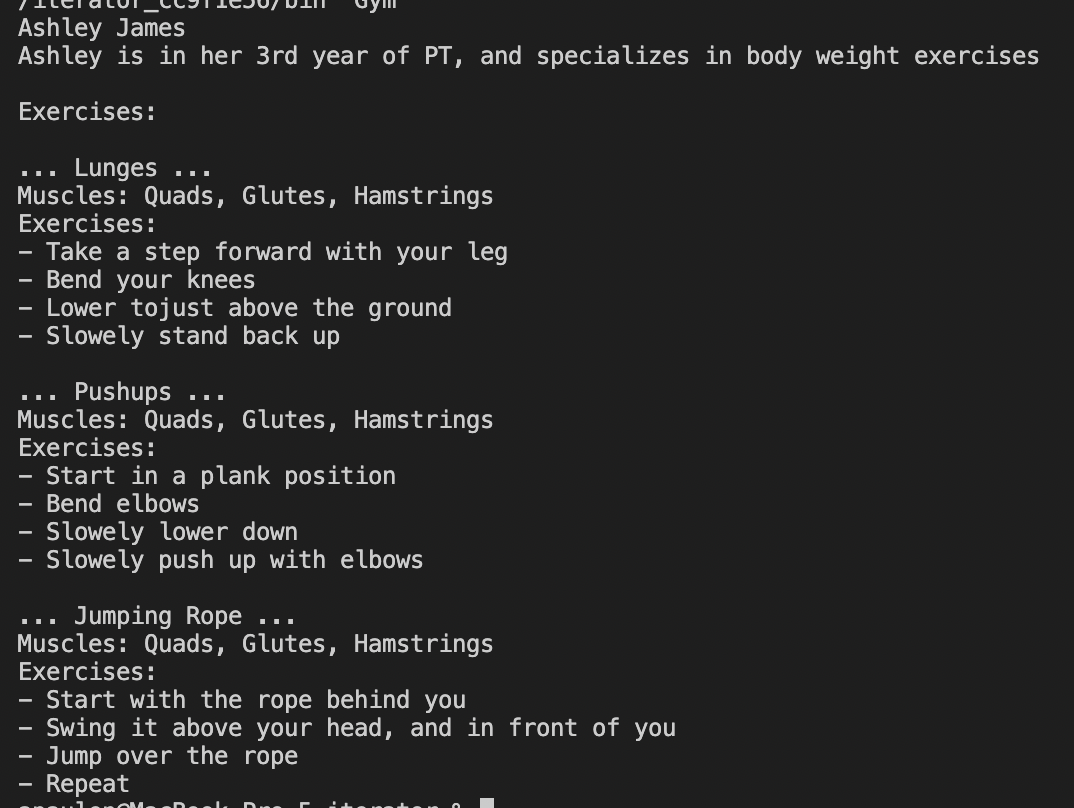 /iterator_cc9f1e56/bin Gym
Ashley James
Ashley is in her 3rd year of PT, and specializes in body weight exercises
Exercises:
... Lunges ...
Muscles: Quads, Glutes, Hamstrings
Exercises:
- Take a step forward with your leg
- Bend your knees
- Lower tojust above the ground
- Slowely stand back up
... Pushups ...
Muscles: Quads, Glutes, Hamstrings
Exercises:
- Start in a plank position
- Bend elbows
- Slowely lower down
- Slowely push up with elbows
... Jumping Rope ...
Muscles: Quads, Glutes, Hamstrings
Exercises:
- Start with the rope behind you
- Swing it above your head, and in front of you
- Jump over the rope
- Repeat
iterator %